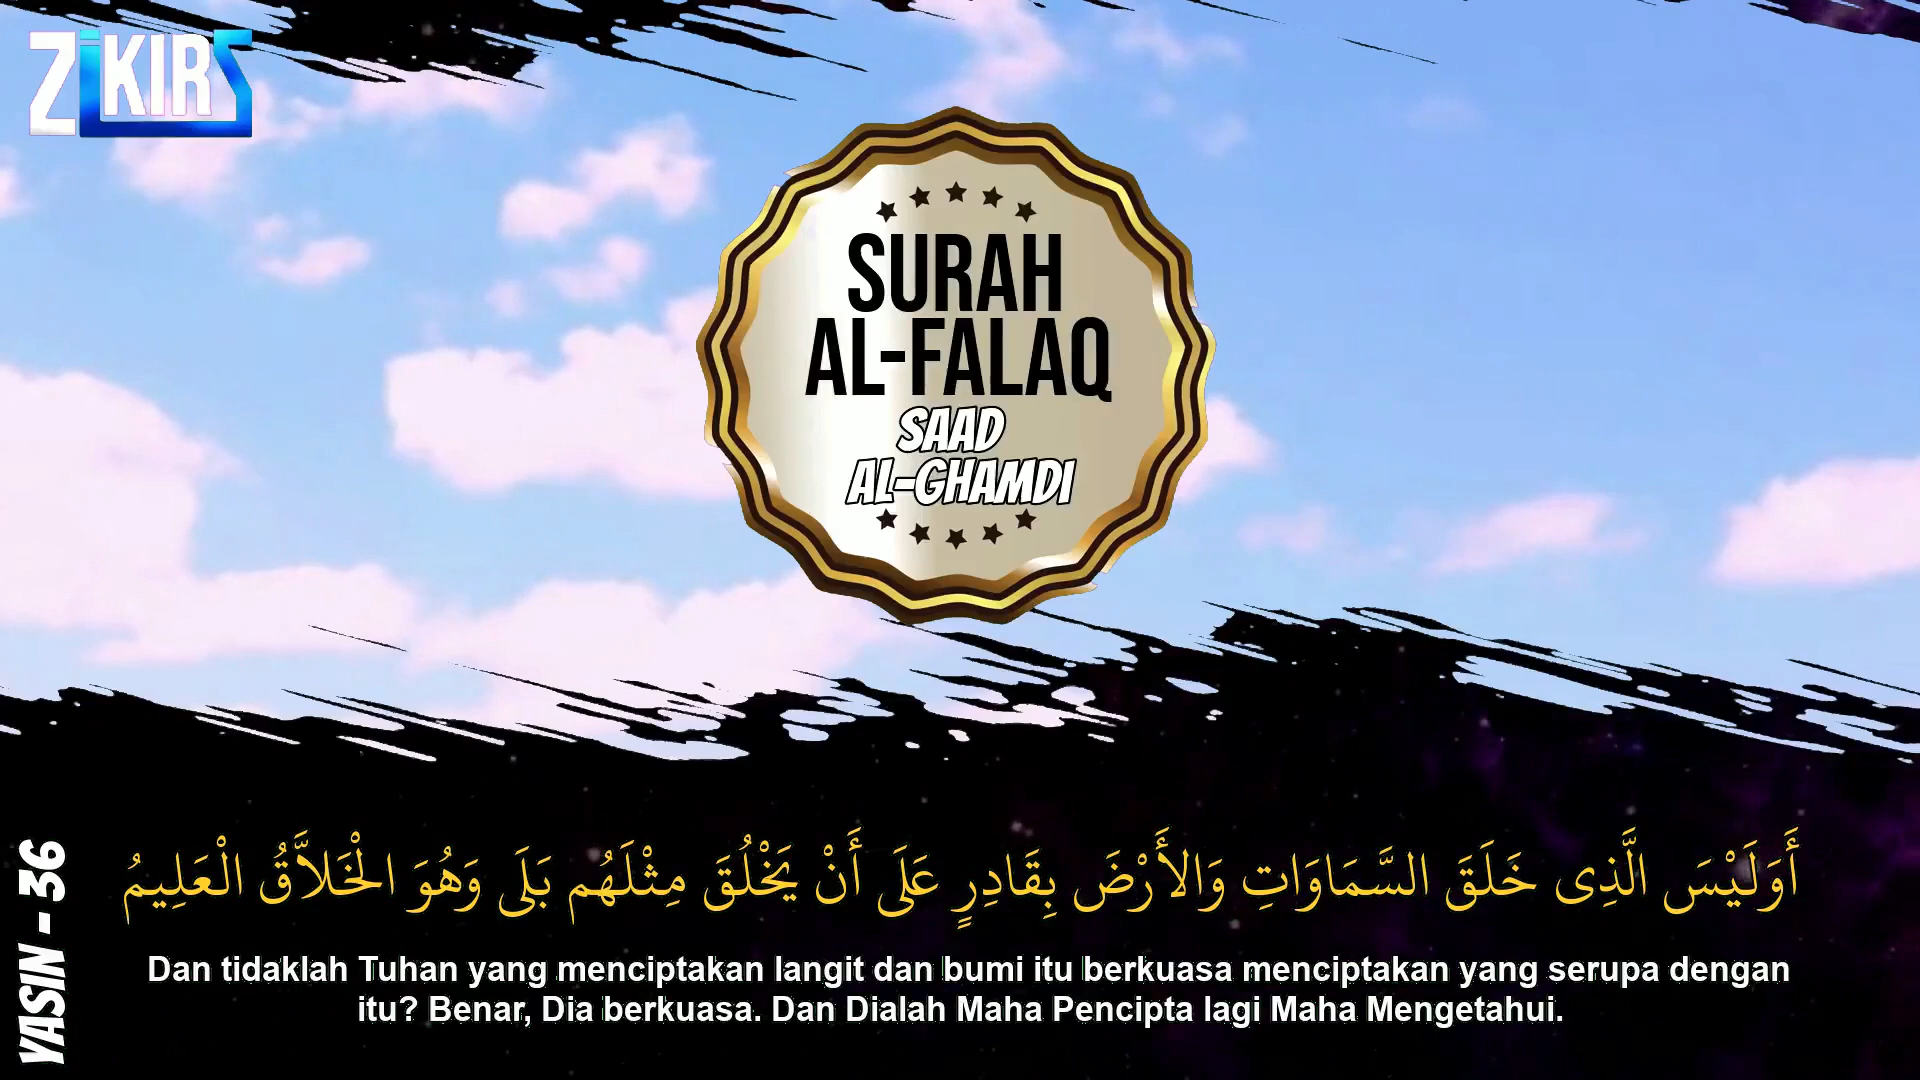 ZIKIRS
SURAH
AL-FALAQ
SAAD
AL-GHAMDI
أَوَلَيْسَ الَّذِى خَلَقَ السَّمَاوَاتِ وَالأَرْضَ بِقَادِرٍ عَلَى أَنْ يَخْلُقَ مِثْلَهُم بَلَى وَهُوَ الْخَلاَّقُ الْعَلِيمُ
Dan tidaklah Tuhan yang menciptakan langit dan bumi itu berkuasa menciptakan yang serupa dengan
itu? Benar, Dia berkuasa. Dan Dialah Maha Pencipta lagi Maha Mengetahui.
YASIN - 36